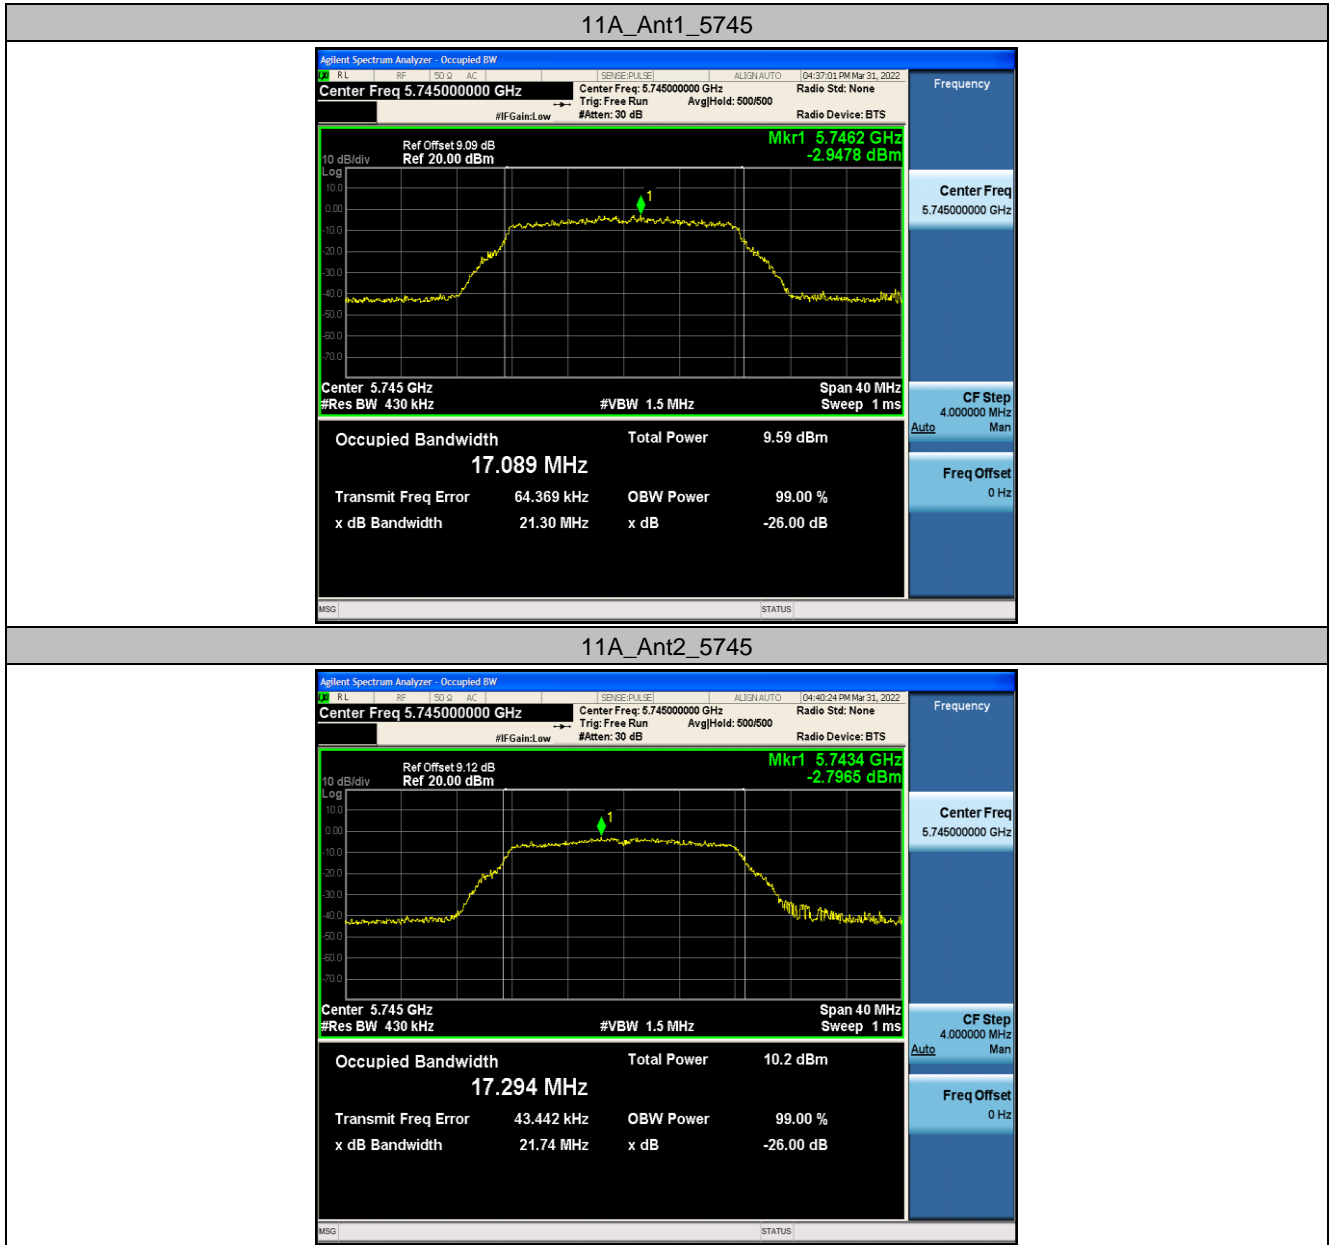 11A_Ant1_5745
Agilent Spectrum Analyzer - Occupied BW
LXI RL RF 50 Ω AC SENSE:PULSE ALIGN AUTO 04:37:01 PM Mar 31, 2022
Center Freq 5.745000000 GHz Center Freq: 5.745000000 GHz Radio Std: None Frequency
Trig: Free Run Avg|Hold: 500/500
#IFGain:Low #Atten: 30 dB Radio Device: BTS
Mkr1 5.7462 GHz
Ref Offset 9.09 dB
10 dB/div Ref 20.00 dBm -2.9478 dBm
Log
10.0
0.00
-10.0
-20.0
-30.0
-40.0
-50.0
-60.0
-70.0
1
Center Freq
5.745000000 GHz
Center 5.745 GHz Span 40 MHz
#Res BW 430 kHz #VBW 1.5 MHz Sweep 1 ms
CF Step
4.000000 MHz
Auto Man
Occupied Bandwidth Total Power 9.59 dBm
17.089 MHz
Freq Offset
0 Hz
Transmit Freq Error 64.369 kHz OBW Power 99.00 %
x dB Bandwidth 21.30 MHz x dB -26.00 dB
MSG STATUS
11A_Ant2_5745
Agilent Spectrum Analyzer - Occupied BW
LXI RL RF 50 Ω AC SENSE:PULSE ALIGN AUTO 04:40:24 PM Mar 31, 2022
Center Freq 5.745000000 GHz Center Freq: 5.745000000 GHz Radio Std: None Frequency
Trig: Free Run Avg|Hold: 500/500
#IFGain:Low #Atten: 30 dB Radio Device: BTS
Mkr1 5.7434 GHz
Ref Offset 9.12 dB
10 dB/div Ref 20.00 dBm -2.7965 dBm
Log
10.0
0.00
-10.0
-20.0
-30.0
-40.0
-50.0
-60.0
-70.0
1
Center Freq
5.745000000 GHz
Center 5.745 GHz Span 40 MHz
#Res BW 430 kHz #VBW 1.5 MHz Sweep 1 ms
CF Step
4.000000 MHz
Auto Man
Occupied Bandwidth Total Power 10.2 dBm
17.294 MHz
Freq Offset
0 Hz
Transmit Freq Error 43.442 kHz OBW Power 99.00 %
x dB Bandwidth 21.74 MHz x dB -26.00 dB
MSG STATUS